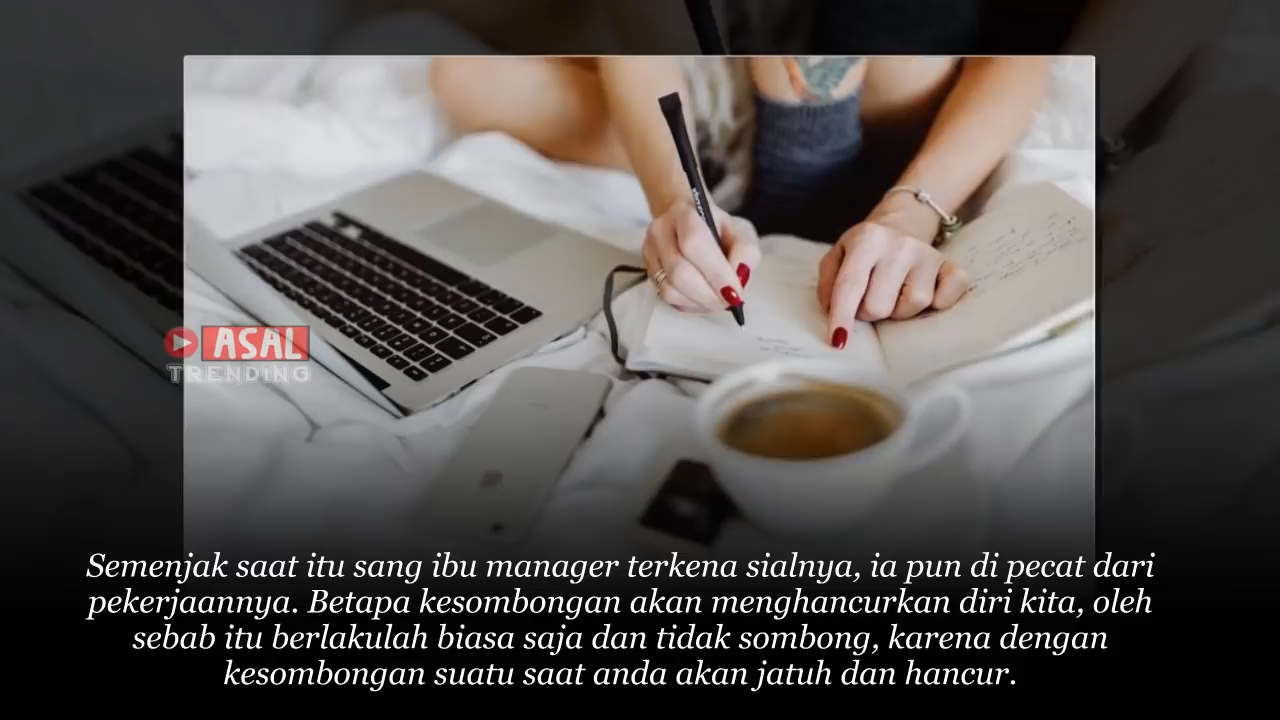 ASAL
TRENDING
Semenjak saat itu sang ibu manager terkena sialnya, ia pun di pecat dari
pekerjaannya. Betapa kesombongan akan menghancurkan diri kita, oleh
sebab itu berlakulah biasa saja dan tidak sombong, karena dengan
kesombongan suatu saat anda akan jatuh dan hancur.